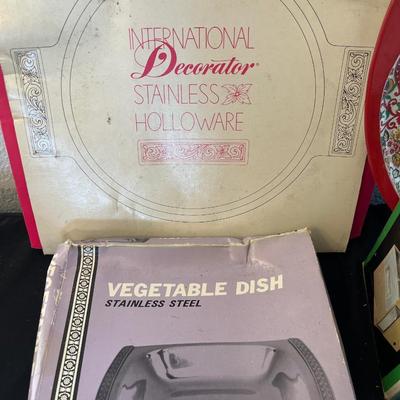 INTERNATIONAL
Decorator®
STAINLESS
HOLLOWARE
VEGETABLE DISH
STAINLESS STEEL